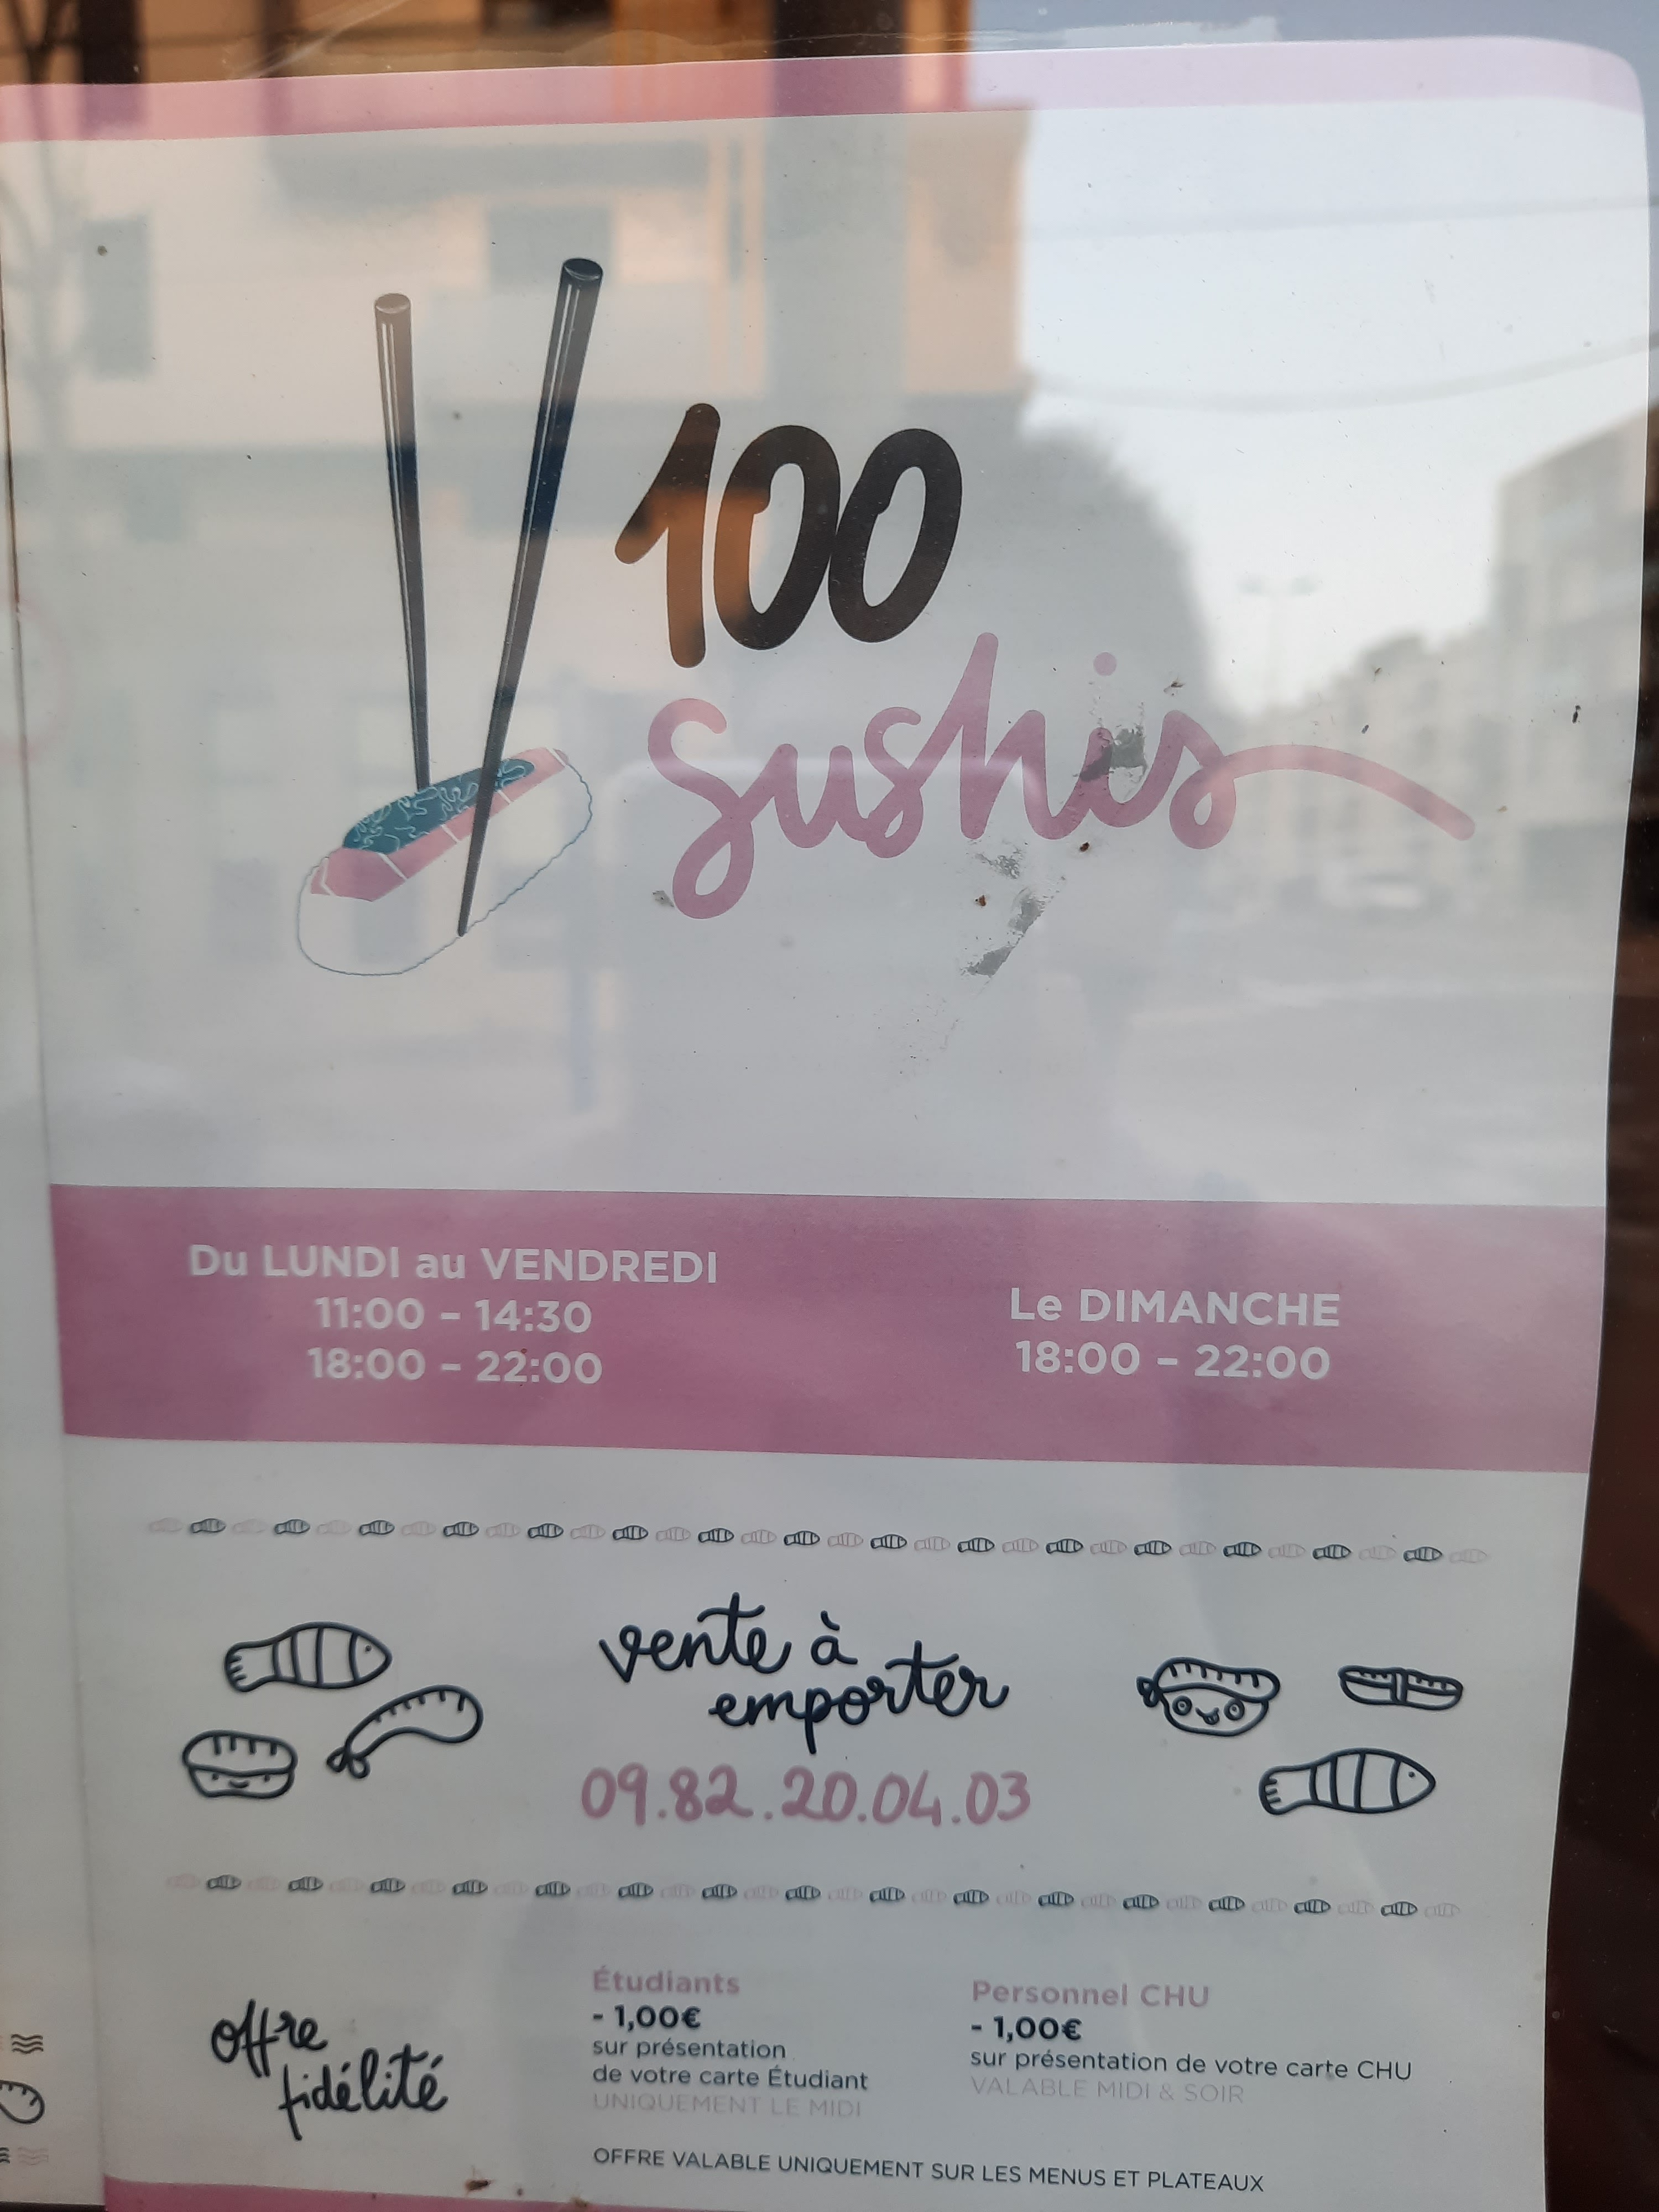 100
sushis
Du LUNDI au VENDREDI
11:00 – 14:30
18:00 – 22:00
Le DIMANCHE
18:00 – 22:00
vente à
emporter
09.82.20.04.03
offre
fidélité
Étudiants
- 1,00€
sur présentation
de votre carte Étudiant
UNIQUEMENT LE MIDI
Personnel CHU
- 1,00€
sur présentation de votre carte CHU
VALABLE MIDI & SOIR
OFFRE VALABLE UNIQUEMENT SUR LES MENUS ET PLATEAUX